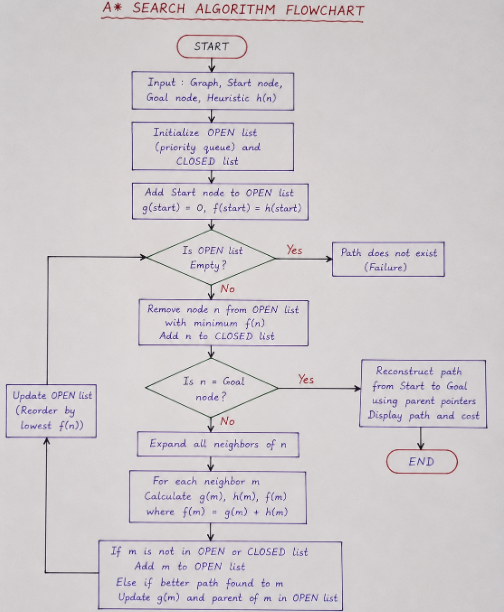 A* SEARCH ALGORITHM FLOWCHART
START
Input : Graph, Start node,
Goal node, Heuristic h(n)
Initialize OPEN list
(priority queue) and
CLOSED list
Add Start node to OPEN list
g(start) = 0, f(start) = h(start)
Is OPEN list
Empty?
Yes
Path does not exist
(Failure)
No
Remove node n from OPEN list
with minimum f(n)
Add n to CLOSED list
Is n = Goal
node?
Yes
Reconstruct path
from Start to Goal
using parent pointers
Display path and cost
END
No
Expand all neighbors of n
For each neighbor m
Calculate g(m), h(m), f(m)
where f(m) = g(m) + h(m)
If m is not in OPEN or CLOSED list
Add m to OPEN list
Else if better path found to m
Update g(m) and parent of m in OPEN list
Update OPEN list
(Reorder by
lowest f(n))